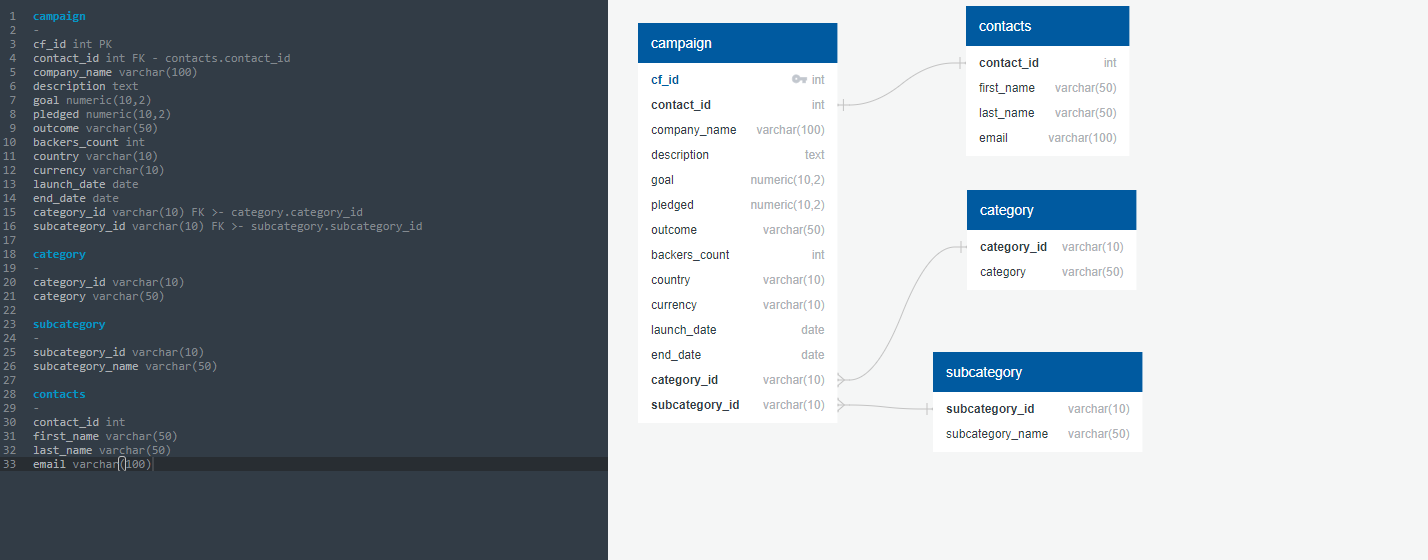 1 campaign
2 -
3 cf_id int PK
4 contact_id int FK - contacts.contact_id
5 company_name varchar(100)
6 description text
7 goal numeric(10,2)
8 pledged numeric(10,2)
9 outcome varchar(50)
10 backers_count int
11 country varchar(10)
12 currency varchar(10)
13 launch_date date
14 end_date date
15 category_id varchar(10) FK >- category.category_id
16 subcategory_id varchar(10) FK >- subcategory.subcategory_id
17
18 category
19 -
20 category_id varchar(10)
21 category varchar(50)
22
23 subcategory
24 -
25 subcategory_id varchar(10)
26 subcategory_name varchar(50)
27
28 contacts
29 -
30 contact_id int
31 first_name varchar(50)
32 last_name varchar(50)
33 email varchar(100)
campaign
cf_id int
contact_id int
company_name varchar(100)
description text
goal numeric(10,2)
pledged numeric(10,2)
outcome varchar(50)
backers_count int
country varchar(10)
currency varchar(10)
launch_date date
end_date date
category_id varchar(10)
subcategory_id varchar(10)
contacts
contact_id int
first_name varchar(50)
last_name varchar(50)
email varchar(100)
category
category_id varchar(10)
category varchar(50)
subcategory
subcategory_id varchar(10)
subcategory_name varchar(50)